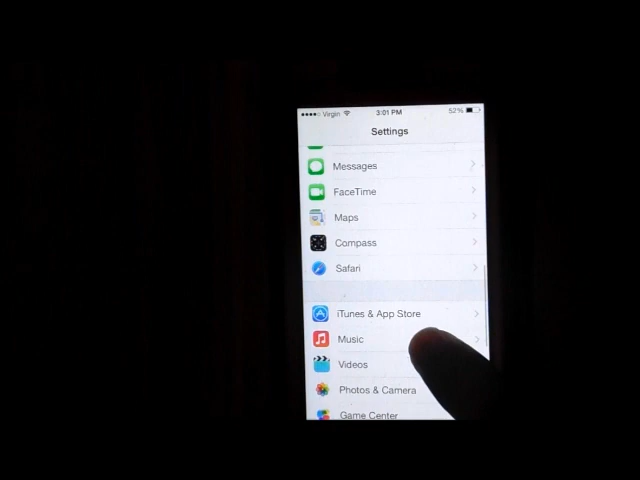 Virgin 3:01 PM 52%
Settings
Messages
FaceTime
Maps
Compass
Safari
iTunes & App Store
Music
Videos
Photos & Camera
Game Center